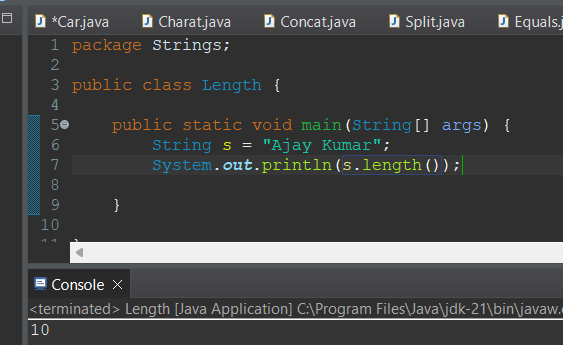 *Car.java Charat.java Concat.java Split.java Equals.j
1 package Strings;
2
3 public class Length {
4
5 public static void main(String[] args) {
6 String s = "Ajay Kumar";
7 System.out.println(s.length());
8
9 }
10
11 }
Console
<terminated> Length [Java Application] C:\Program Files\Java\jdk-21\bin\javaw.
10